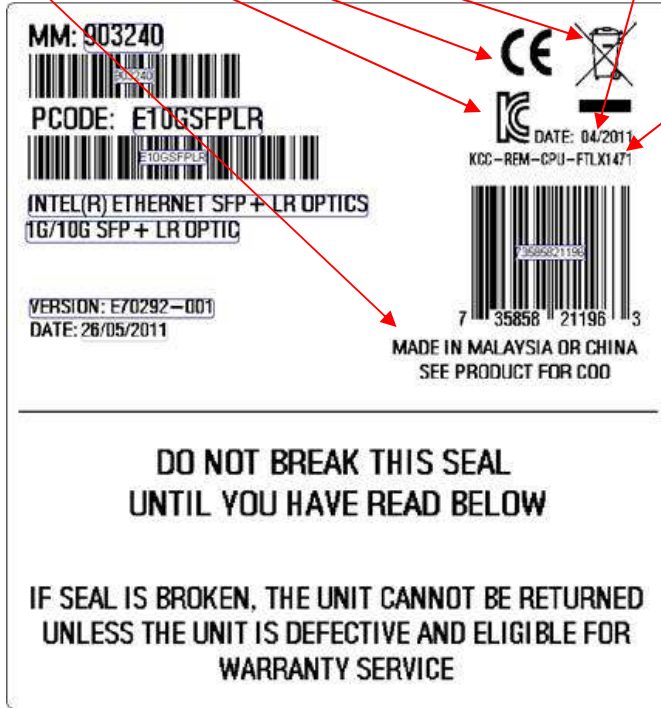 MM: 903240
903240
PCODE: E10GSFPLR
E10GSFPLR
INTEL(R) ETHERNET SFP + LR OPTICS
1G/10G SFP + LR OPTIC
VERSION: E70292-001
DATE: 26/05/2011
CE
DATE: 04/2011
KCC-REM-CPU-FTLX1471
73585821196
7 35858 21196 3
MADE IN MALAYSIA OR CHINA
SEE PRODUCT FOR COO
DO NOT BREAK THIS SEAL
UNTIL YOU HAVE READ BELOW
IF SEAL IS BROKEN, THE UNIT CANNOT BE RETURNED
UNLESS THE UNIT IS DEFECTIVE AND ELIGIBLE FOR
WARRANTY SERVICE